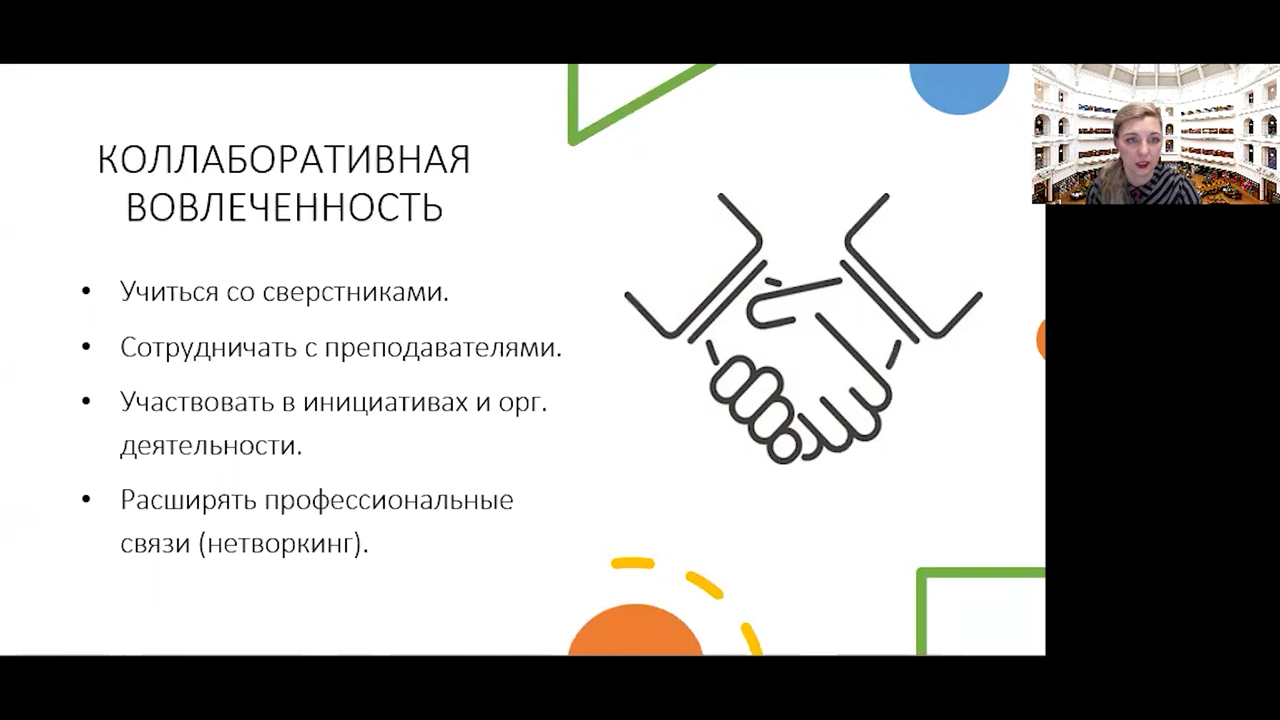 КОЛЛАБОРАТИВНАЯ
ВОВЛЕЧЕННОСТЬ
• Учиться со сверстниками.
• Сотрудничать с преподавателями.
• Участвовать в инициативах и орг.
деятельности.
• Расширять профессиональные
связи (нетворкинг).